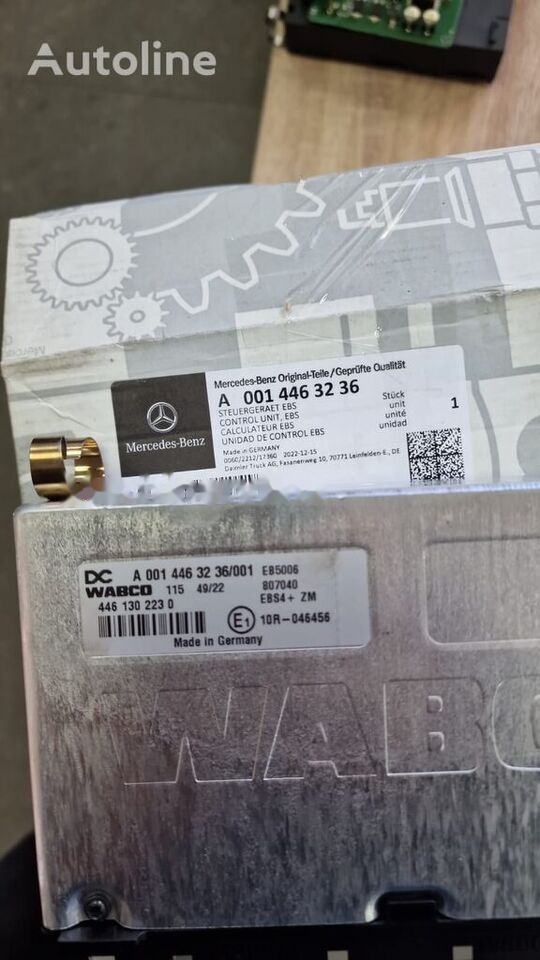 Autoline
Mercedes-Benz Original-Teile/Geprüfte Qualität
A 001 446 32 36
STEUERGERAET EBS
CONTROL UNIT, EBS
CALCULATEUR EBS
UNIDAD DE CONTROL EBS
Stück
unit
unité
unidad
1
Mercedes-Benz
Made in Germany
0060/2212/17360 2022-12-15
Daimler Truck AG, Fasanenweg 10, 70771 Leinfelden-E., DE
DC A 001 446 32 36/001 EB5006
WABCO 115 49/22 807040
446 130 223 0 EBS4+ ZM
E1 10R-046456
Made in Germany
WABC